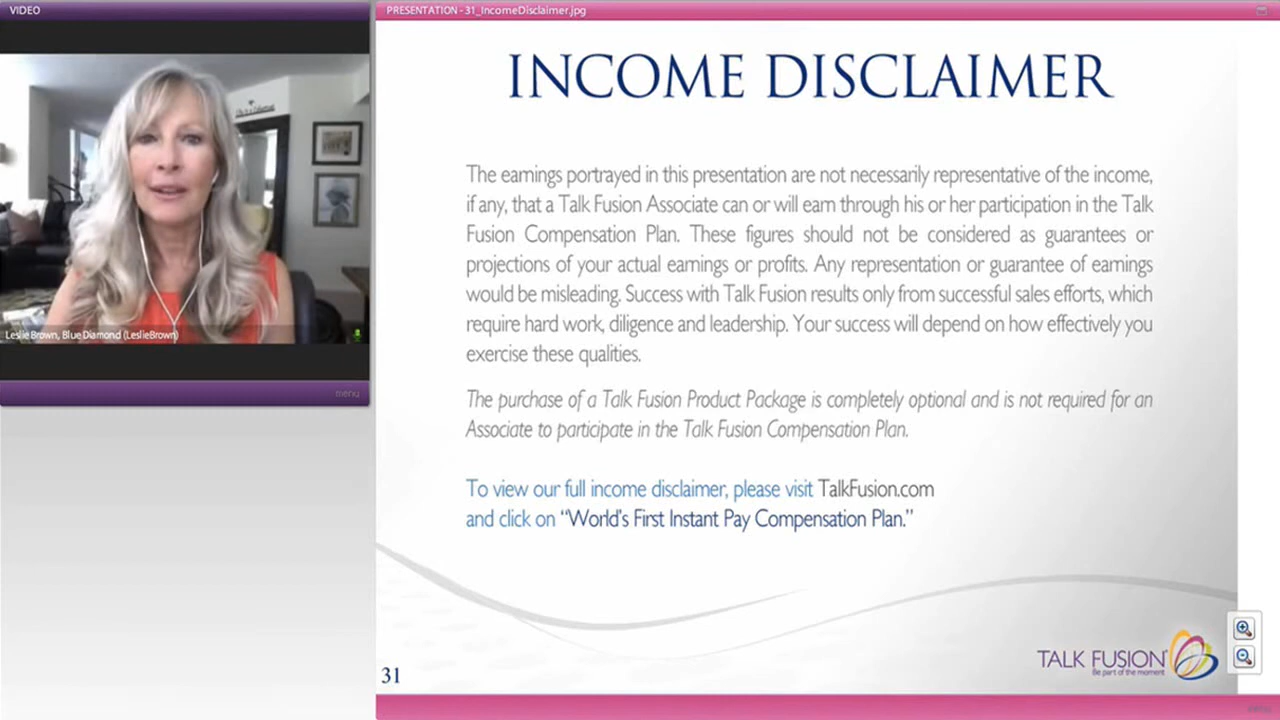 VIDEO
Leslie Brown, Blue Diamond (LeslieBrown)
menu
PRESENTATION - 31_IncomeDisclaimer.jpg
INCOME DISCLAIMER
The earnings portrayed in this presentation are not necessarily representative of the income,
if any, that a Talk Fusion Associate can or will earn through his or her participation in the Talk
Fusion Compensation Plan. These figures should not be considered as guarantees or
projections of your actual earnings or profits. Any representation or guarantee of earnings
would be misleading. Success with Talk Fusion results only from successful sales efforts, which
require hard work, diligence and leadership. Your success will depend on how effectively you
exercise these qualities.
The purchase of a Talk Fusion Product Package is completely optional and is not required for an
Associate to participate in the Talk Fusion Compensation Plan.
To view our full income disclaimer, please visit TalkFusion.com
and click on “World's First Instant Pay Compensation Plan.”
31
TALK FUSION
Be part of the moment
menu